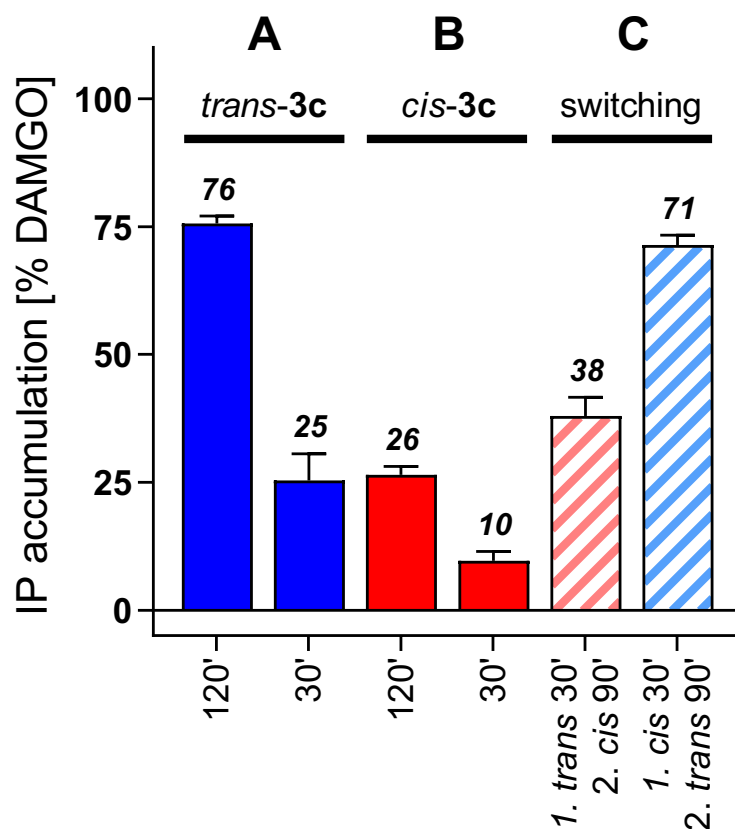 A B C
trans-3c cis-3c switching
IP accumulation [% DAMGO]
100
75
50
25
0
76
25
26
10
38
71
120'
30'
120'
30'
1. trans 30'
2. cis 90'
1. cis 30'
2. trans 90'